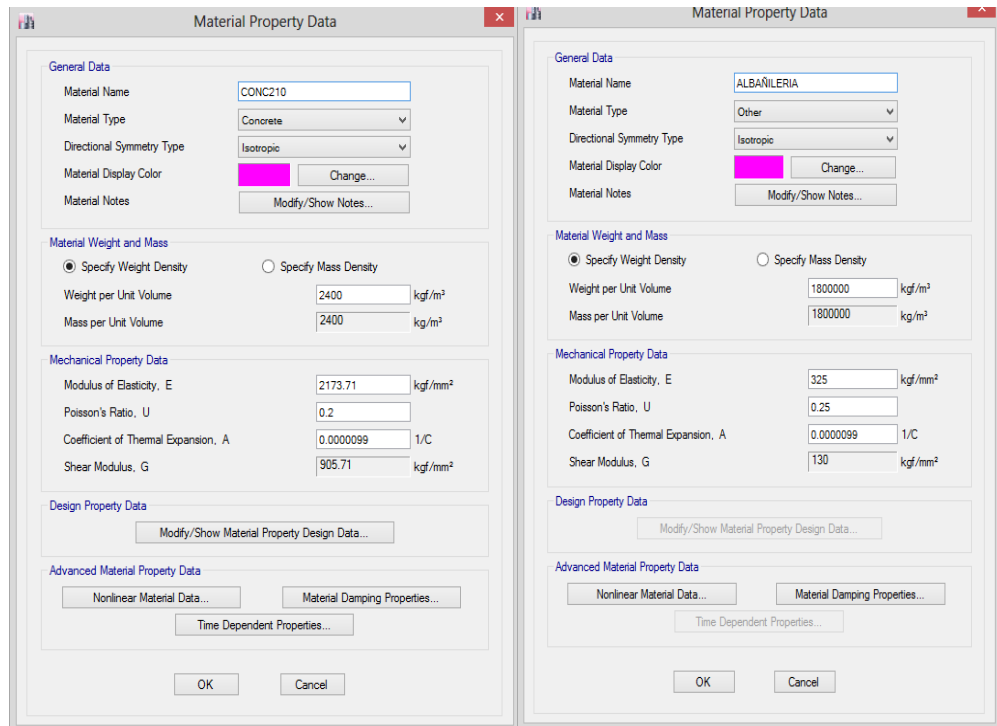 Material Property Data
General Data
Material Name CONC210
Material Type Concrete
Directional Symmetry Type Isotropic
Material Display Color Change...
Material Notes Modify/Show Notes...
Material Weight and Mass
Specify Weight Density Specify Mass Density
Weight per Unit Volume 2400 kgf/m³
Mass per Unit Volume 2400 kg/m³
Mechanical Property Data
Modulus of Elasticity, E 2173.71 kgf/mm²
Poisson's Ratio, U 0.2
Coefficient of Thermal Expansion, A 0.0000099 1/C
Shear Modulus, G 905.71 kgf/mm²
Design Property Data
Modify/Show Material Property Design Data...
Advanced Material Property Data
Nonlinear Material Data... Material Damping Properties...
Time Dependent Properties...
OK Cancel
Material Property Data
General Data
Material Name ALBAÑILERIA
Material Type Other
Directional Symmetry Type Isotropic
Material Display Color Change...
Material Notes Modify/Show Notes...
Material Weight and Mass
Specify Weight Density Specify Mass Density
Weight per Unit Volume 1800000 kgf/m³
Mass per Unit Volume 1800000 kg/m³
Mechanical Property Data
Modulus of Elasticity, E 325 kgf/mm²
Poisson's Ratio, U 0.25
Coefficient of Thermal Expansion, A 0.0000099 1/C
Shear Modulus, G 130 kgf/mm²
Design Property Data
Modify/Show Material Property Design Data...
Advanced Material Property Data
Nonlinear Material Data... Material Damping Properties...
Time Dependent Properties...
OK Cancel